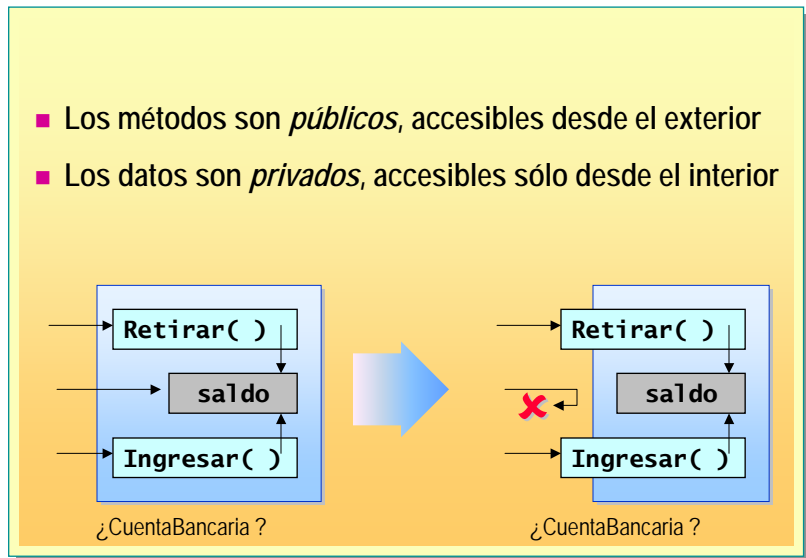 Los métodos son públicos, accesibles desde el exterior
Los datos son privados, accesibles sólo desde el interior
Retirar( )
saldo
Ingresar( )
¿CuentaBancaria ?
Retirar( )
saldo
Ingresar( )
¿CuentaBancaria ?